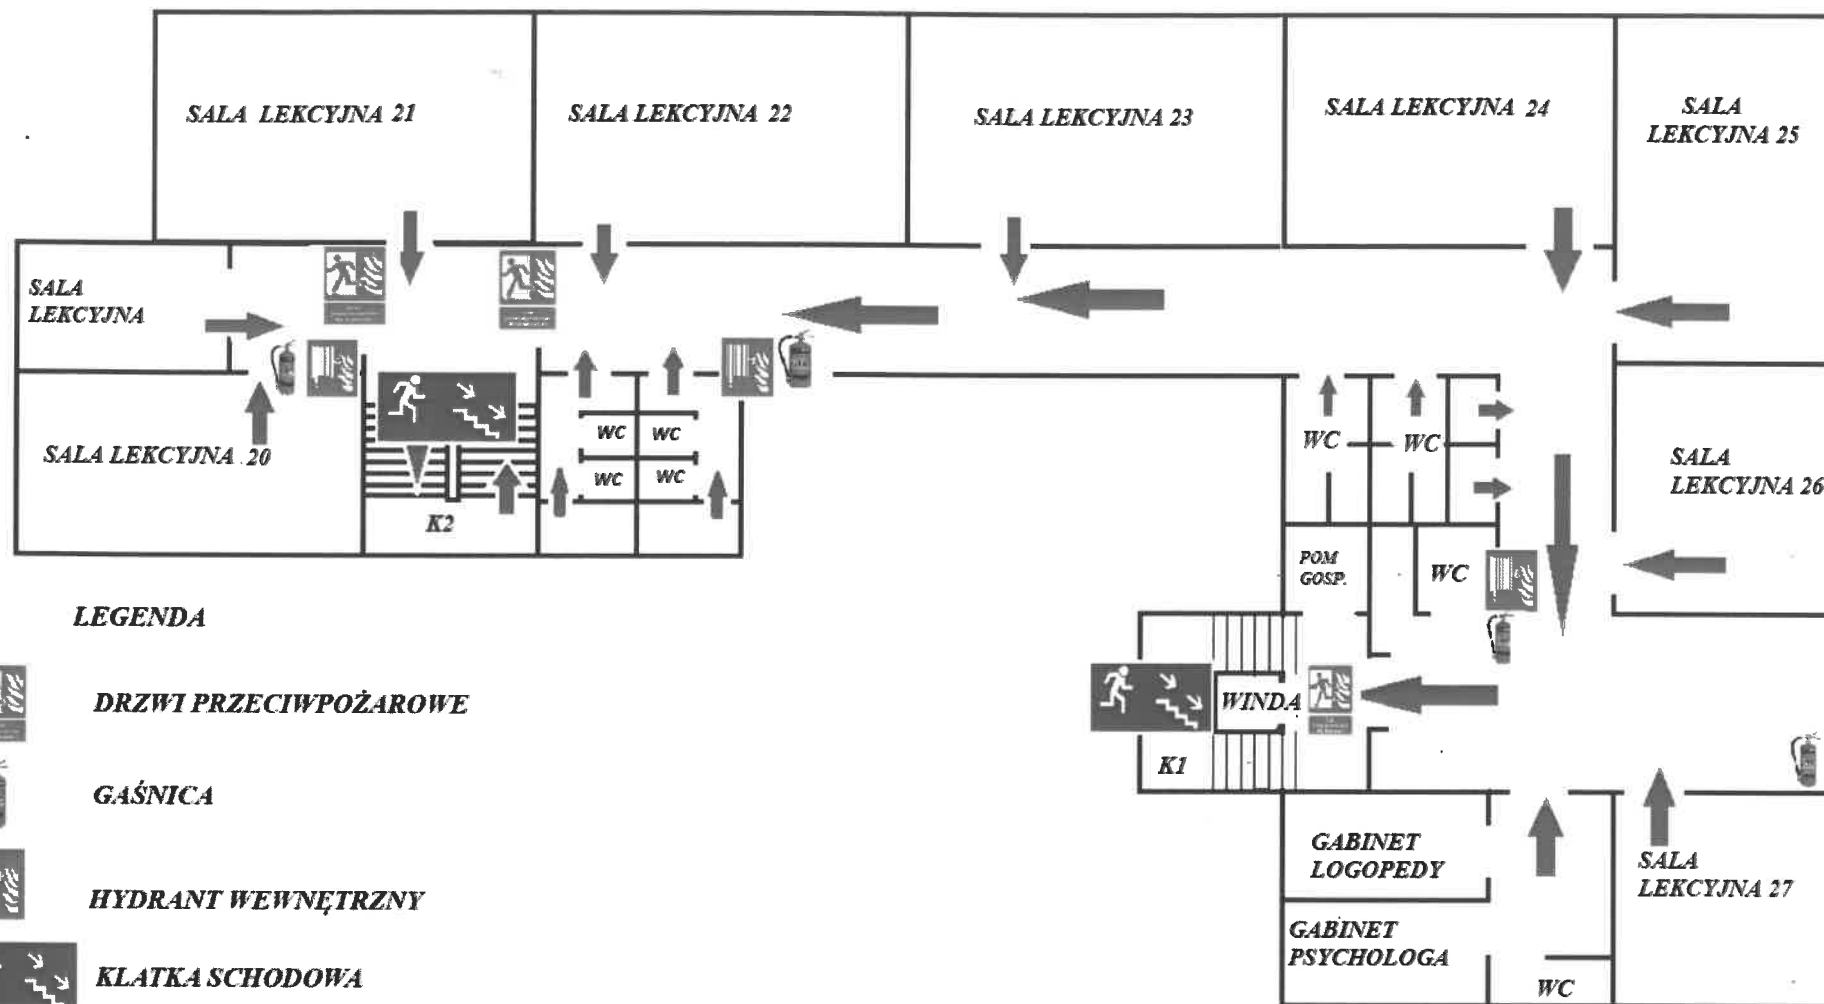 SALA LEKCYJNA 21
SALA LEKCYJNA 22
SALA LEKCYJNA 23
SALA LEKCYJNA 24
SALA
LEKCYJNA 25
SALA
LEKCYJNA
SALA LEKCYJNA 20
K2
WC
WC
WC
WC
WC
WC
SALA
LEKCYJNA 26
POM
GOSP.
WC
WINDA
K1
GABINET
LOGOPEDY
GABINET
PSYCHOLOGA
SALA
LEKCYJNA 27
WC
LEGENDA
DRZWI PRZECIWPOŻAROWE
GAŚNICA
HYDRANT WEWNĘTRZNY
KLATKA SCHODOWA